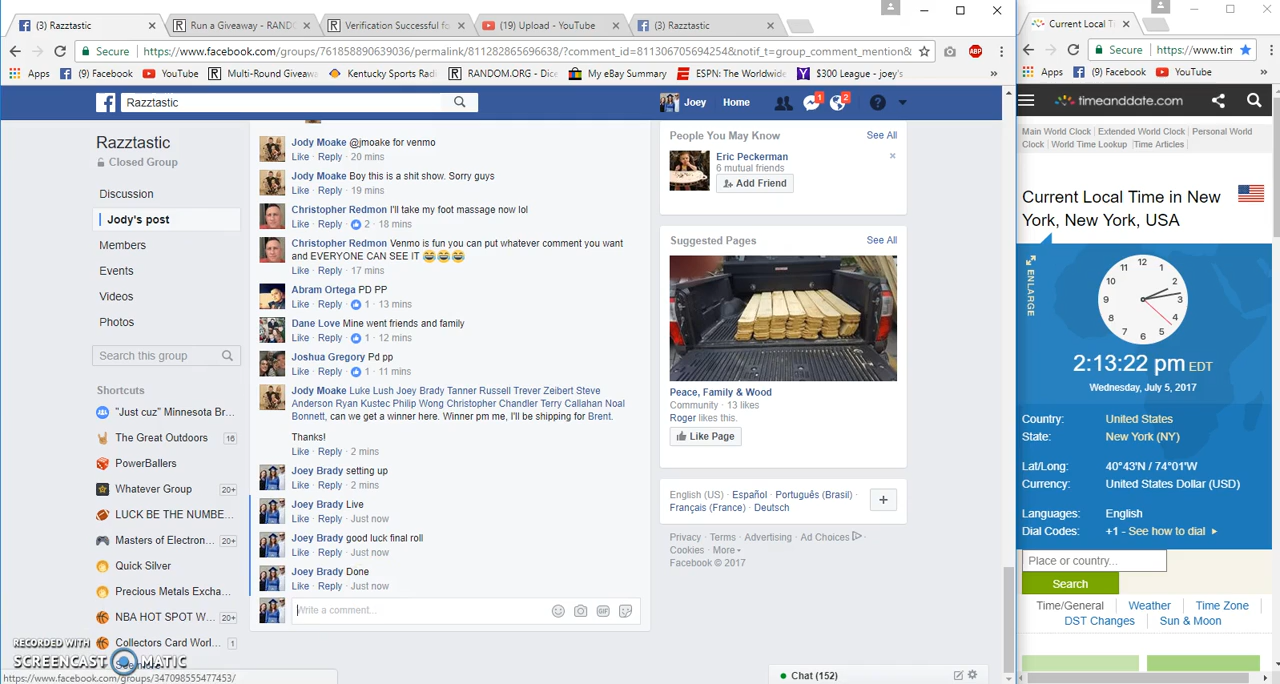 (3) Razztastic
Run a Giveaway - RAND
Verification Successful fo
(19) Upload - YouTube
(3) Razztastic
Secure
https://www.facebook.com/groups/761858890639036/permalink/811282865696638/?comment_id=811306705694254&notif_t=group_comment_mention&
ABP
Apps
(9) Facebook
YouTube
Multi-Round Giveaw
Kentucky Sports Radi
RANDOM.ORG - Dice
My eBay Summary
ESPN: The Worldwide
$300 League - joey's
Razztastic
Joey
Home
1
2
Razztastic
Closed Group
Discussion
Jody's post
Members
Events
Videos
Photos
Search this group
Shortcuts
"Just cuz" Minnesota Br...
The Great Outdoors 16
PowerBallers
Whatever Group 20+
LUCK BE THE NUMBE...
Masters of Electron... 20+
Quick Silver
Precious Metals Excha...
NBA HOT SPOT W... 20+
Collectors Card Worl... 1
RECORDED WITH
SCREENCAST MATIC
https://www.facebook.com/groups/347098555477453/
Jody Moake @jmoake for venmo
Like · Reply · 20 mins
Jody Moake Boy this is a shit show. Sorry guys
Like · Reply · 19 mins
Christopher Redmon I'll take my foot massage now lol
Like · Reply · 2 · 18 mins
Christopher Redmon Venmo is fun you can put whatever comment you want
and EVERYONE CAN SEE IT 😂😂😂
Like · Reply · 17 mins
Abram Ortega PD PP
Like · Reply · 1 · 13 mins
Dane Love Mine went friends and family
Like · Reply · 1 · 12 mins
Joshua Gregory Pd pp
Like · Reply · 1 · 11 mins
Jody Moake Luke Lush Joey Brady Tanner Russell Trever Zeibert Steve
Anderson Ryan Kustec Philip Wong Christopher Chandler Terry Callahan Noal
Bonnett, can we get a winner here. Winner pm me, I'll be shipping for Brent.
Thanks!
Like · Reply · 2 mins
Joey Brady setting up
Like · Reply · 2 mins
Joey Brady Live
Like · Reply · Just now
Joey Brady good luck final roll
Like · Reply · Just now
Joey Brady Done
Like · Reply · Just now
Write a comment...
GIF
People You May Know
See All
Eric Peckerman
6 mutual friends
Add Friend
Suggested Pages
See All
Peace, Family & Wood
Community · 13 likes
Roger likes this.
Like Page
English (US) · Español · Português (Brasil) ·
Français (France) · Deutsch
Privacy · Terms · Advertising · Ad Choices ·
Cookies · More
Facebook © 2017
Chat (152)
Current Local Ti
Secure
https://www.tim
Apps
(9) Facebook
YouTube
timeanddate.com
Main World Clock | Extended World Clock | Personal World
Clock | World Time Lookup | Time Articles |
Current Local Time in New
York, New York, USA
ENLARGE
12
1
2
3
4
5
6
7
8
9
10
11
2:13:22 pm EDT
Wednesday, July 5, 2017
Country: United States
State: New York (NY)
Lat/Long: 40°43'N / 74°01'W
Currency: United States Dollar (USD)
Languages: English
Dial Codes: +1 - See how to dial
Place or country...
Search
Time/General
Weather
Time Zone
DST Changes
Sun & Moon